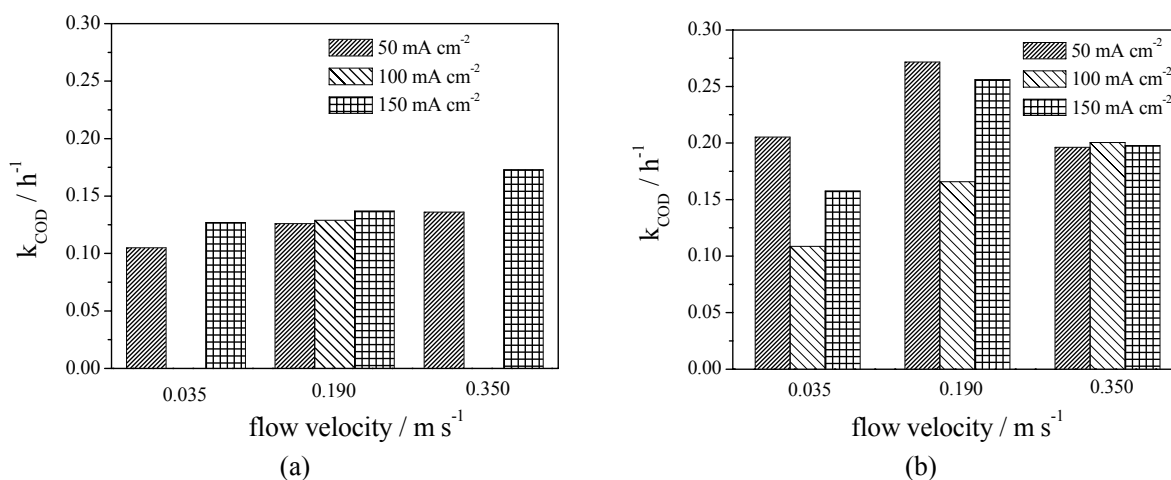 0.30
0.25
0.20
0.15
0.10
0.05
0.00
k_COD / h⁻¹
50 mA cm⁻²
100 mA cm⁻²
150 mA cm⁻²
0.035
0.190
0.350
flow velocity / m s⁻¹
(a)
0.30
0.25
0.20
0.15
0.10
0.05
0.00
k_COD / h⁻¹
50 mA cm⁻²
100 mA cm⁻²
150 mA cm⁻²
0.035
0.190
0.350
flow velocity / m s⁻¹
(b)